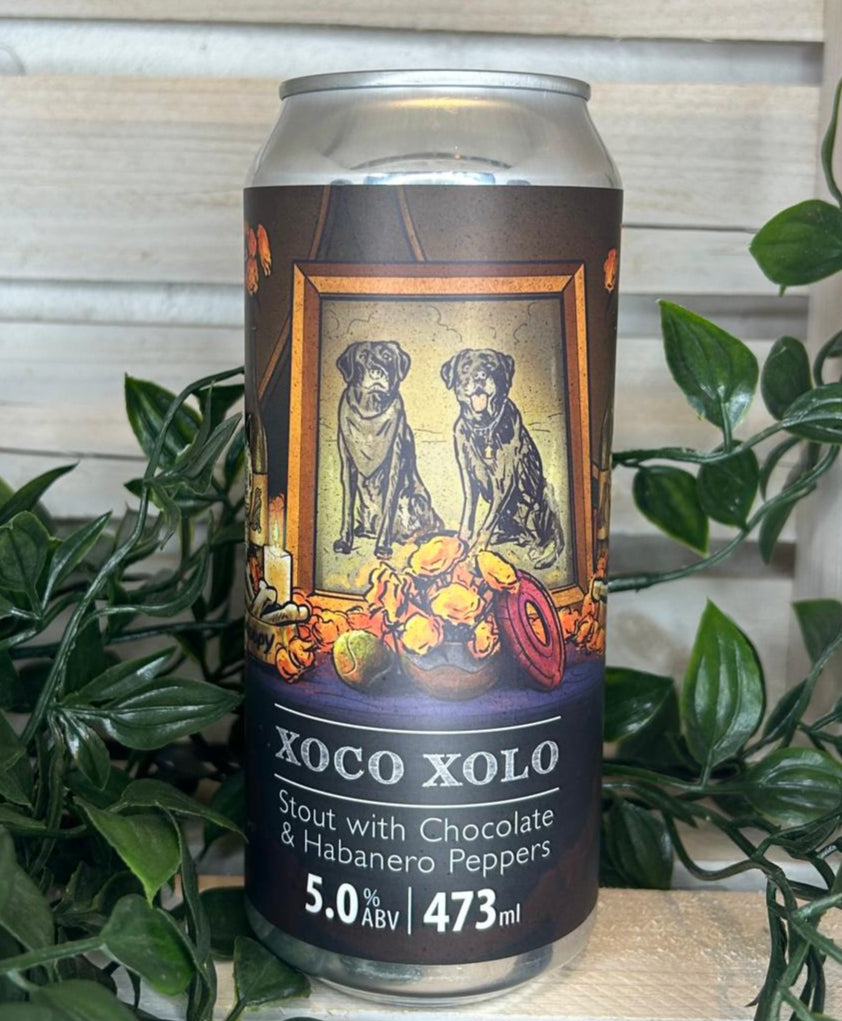 XOCO XOLO
Stout with Chocolate
& Habanero Peppers
5.0% ABV | 473ml